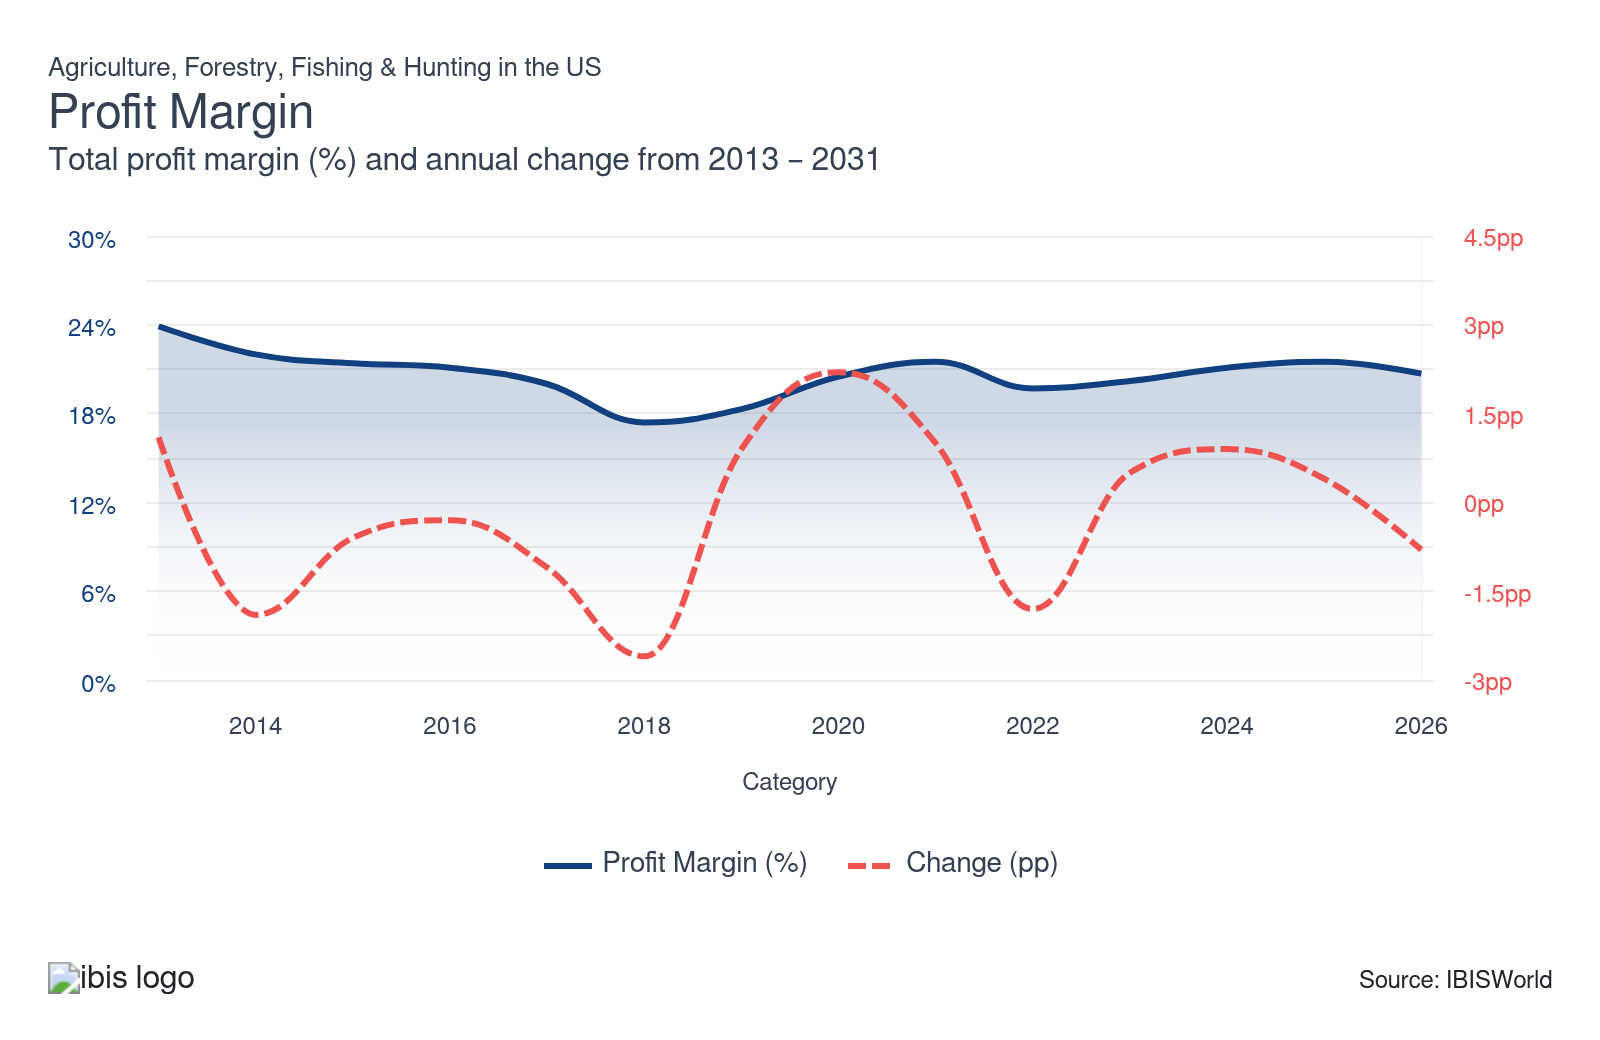 Agriculture, Forestry, Fishing & Hunting in the US
Profit Margin
Total profit margin (%) and annual change from 2013 – 2031
30%
24%
18%
12%
6%
0%
4.5pp
3pp
1.5pp
0pp
-1.5pp
-3pp
2014 2016 2018 2020 2022 2024 2026
Category
Profit Margin (%) Change (pp)
ibis logo
Source: IBISWorld